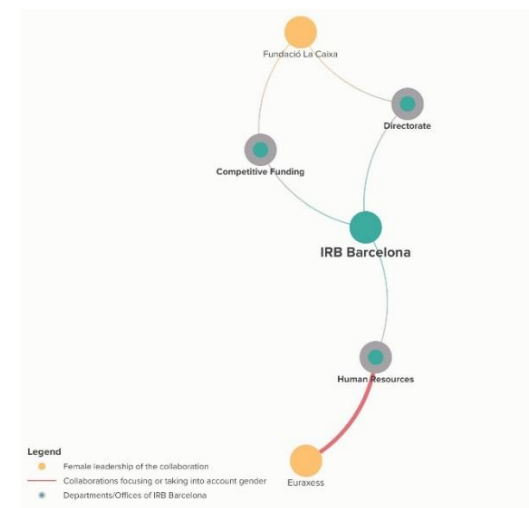 Fundació La Caixa
Directorate
Competitive Funding
IRB Barcelona
Human Resources
Euraxess
Legend
Female leadership of the collaboration
Collaborations focusing or taking into account gender
Departments/Offices of IRB Barcelona